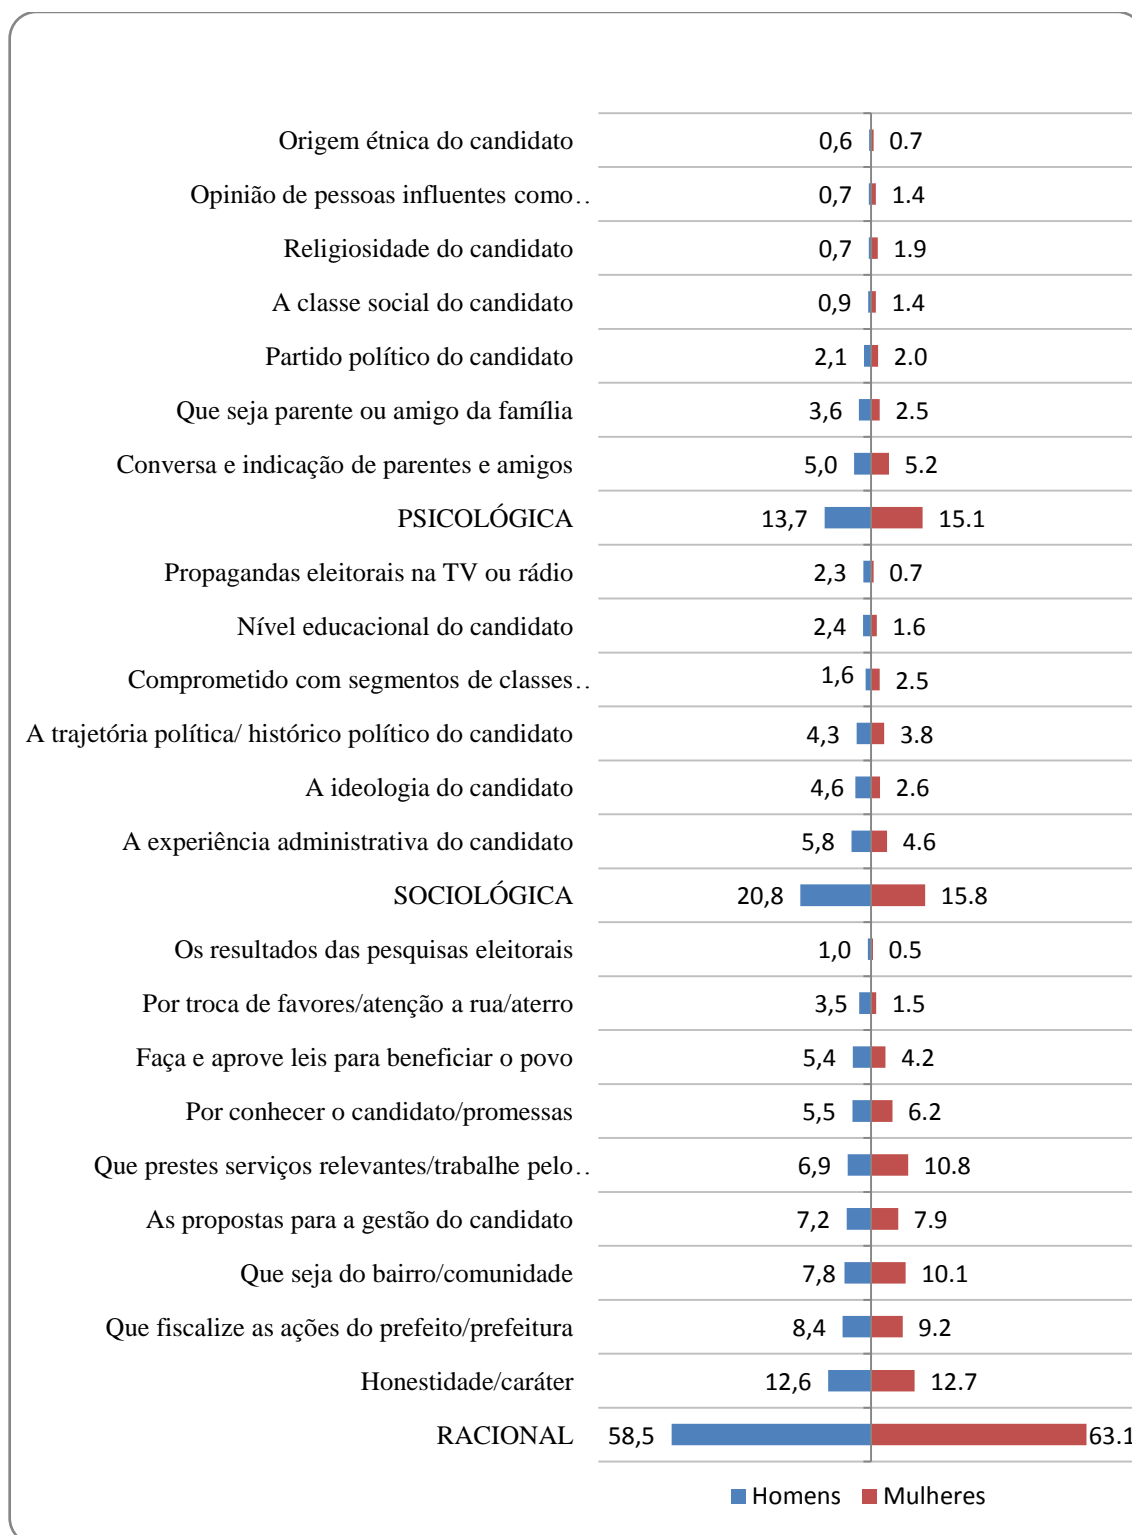 Origem étnica do candidato 0,6 0.7
Opinião de pessoas influentes como.. 0,7 1.4
Religiosidade do candidato 0,7 1.9
A classe social do candidato 0,9 1.4
Partido político do candidato 2,1 2.0
Que seja parente ou amigo da família 3,6 2.5
Conversa e indicação de parentes e amigos 5,0 5.2
PSICOLÓGICA 13,7 15.1
Propagandas eleitorais na TV ou rádio 2,3 0.7
Nível educacional do candidato 2,4 1.6
Comprometido com segmentos de classes.. 1,6 2.5
A trajetória política/ histórico político do candidato 4,3 3.8
A ideologia do candidato 4,6 2.6
A experiência administrativa do candidato 5,8 4.6
SOCIOLÓGICA 20,8 15.8
Os resultados das pesquisas eleitorais 1,0 0.5
Por troca de favores/atenção a rua/aterro 3,5 1.5
Faça e aprove leis para beneficiar o povo 5,4 4.2
Por conhecer o candidato/promessas 5,5 6.2
Que prestes serviços relevantes/trabalhe pelo.. 6,9 10.8
As propostas para a gestão do candidato 7,2 7.9
Que seja do bairro/comunidade 7,8 10.1
Que fiscalize as ações do prefeito/prefeitura 8,4 9.2
Honestidade/caráter 12,6 12.7
RACIONAL 58,5 63.1
Homens Mulheres